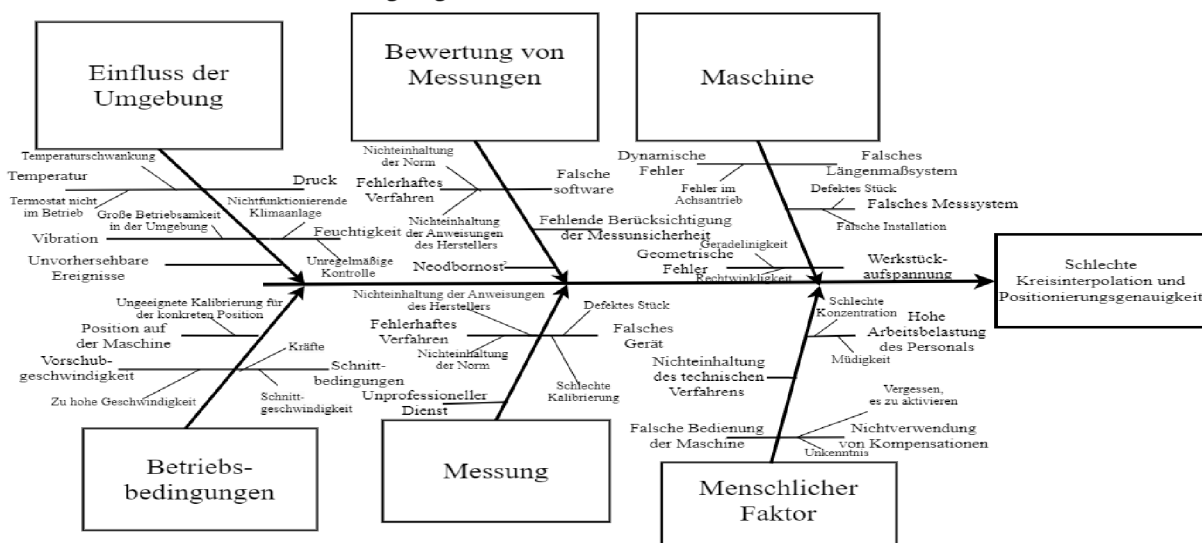 Einfluss der
Umgebung
Bewertung von
Messungen
Maschine
Temperaturschwankung
Temperatur
Termostat nicht
im Betrieb
Druck
Große Betriebsamkeit
in der Umgebung
Nichtfunktionierende
Klimaanlage
Vibration
Feuchtigkeit
Unregelmäßige
Kontrolle
Unvorhersehbare
Ereignisse
Nichteinhaltung
der Norm
Fehlerhaftes
Verfahren
Falsche
software
Nichteinhaltung
der Anweisungen
des Herstellers
Fehlende Berücksichtigung
der Messunsicherheit
Neodbornost
Dynamische
Fehler
Falsches
Längenmaßsystem
Fehler im
Achsantrieb
Defektes Stück
Falsches Messsystem
Falsche Installation
Geradelinigkeit
Geometrische
Fehler
Rechtwinkligkeit
Werkstück-
aufspannung
Schlechte
Kreisinterpolation und
Positionierungsgenauigkeit
Ungeeignete Kalibrierung für
der konkreten Position
Position auf
der Maschine
Kräfte
Vorschub-
geschwindigkeit
Schnitt-
bedingungen
Zu hohe Geschwindigkeit
Schnitt-
geschwindigkeit
Nichteinhaltung der Anweisungen
des Herstellers
Defektes Stück
Fehlerhaftes
Verfahren
Falsches
Gerät
Nichteinhaltung
der Norm
Schlechte
Kalibrierung
Unprofessioneller
Dienst
Schlechte
Konzentration
Hohe
Arbeitsbelastung
des Personals
Müdigkeit
Nichteinhaltung
des technischen
Verfahrens
Vergessen,
es zu aktivieren
Falsche Bedienung
der Maschine
Nichtverwendung
von Kompensationen
Unkenntnis
Betriebs-
bedingungen
Messung
Menschlicher
Faktor